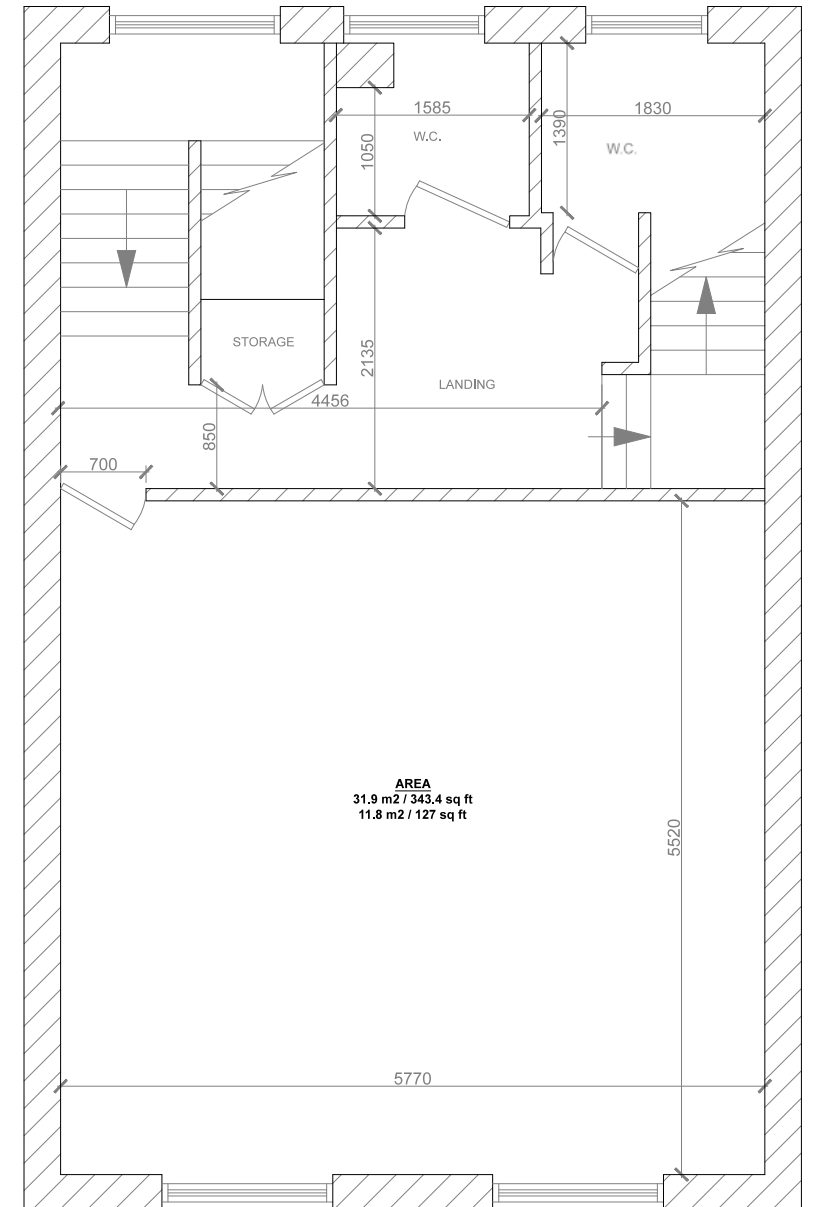 1585
1830
1050
W.C.
1390
W.C.
STORAGE
2135
LANDING
4456
850
700
AREA
31.9 m2 / 343.4 sq ft
11.8 m2 / 127 sq ft
5520
5770